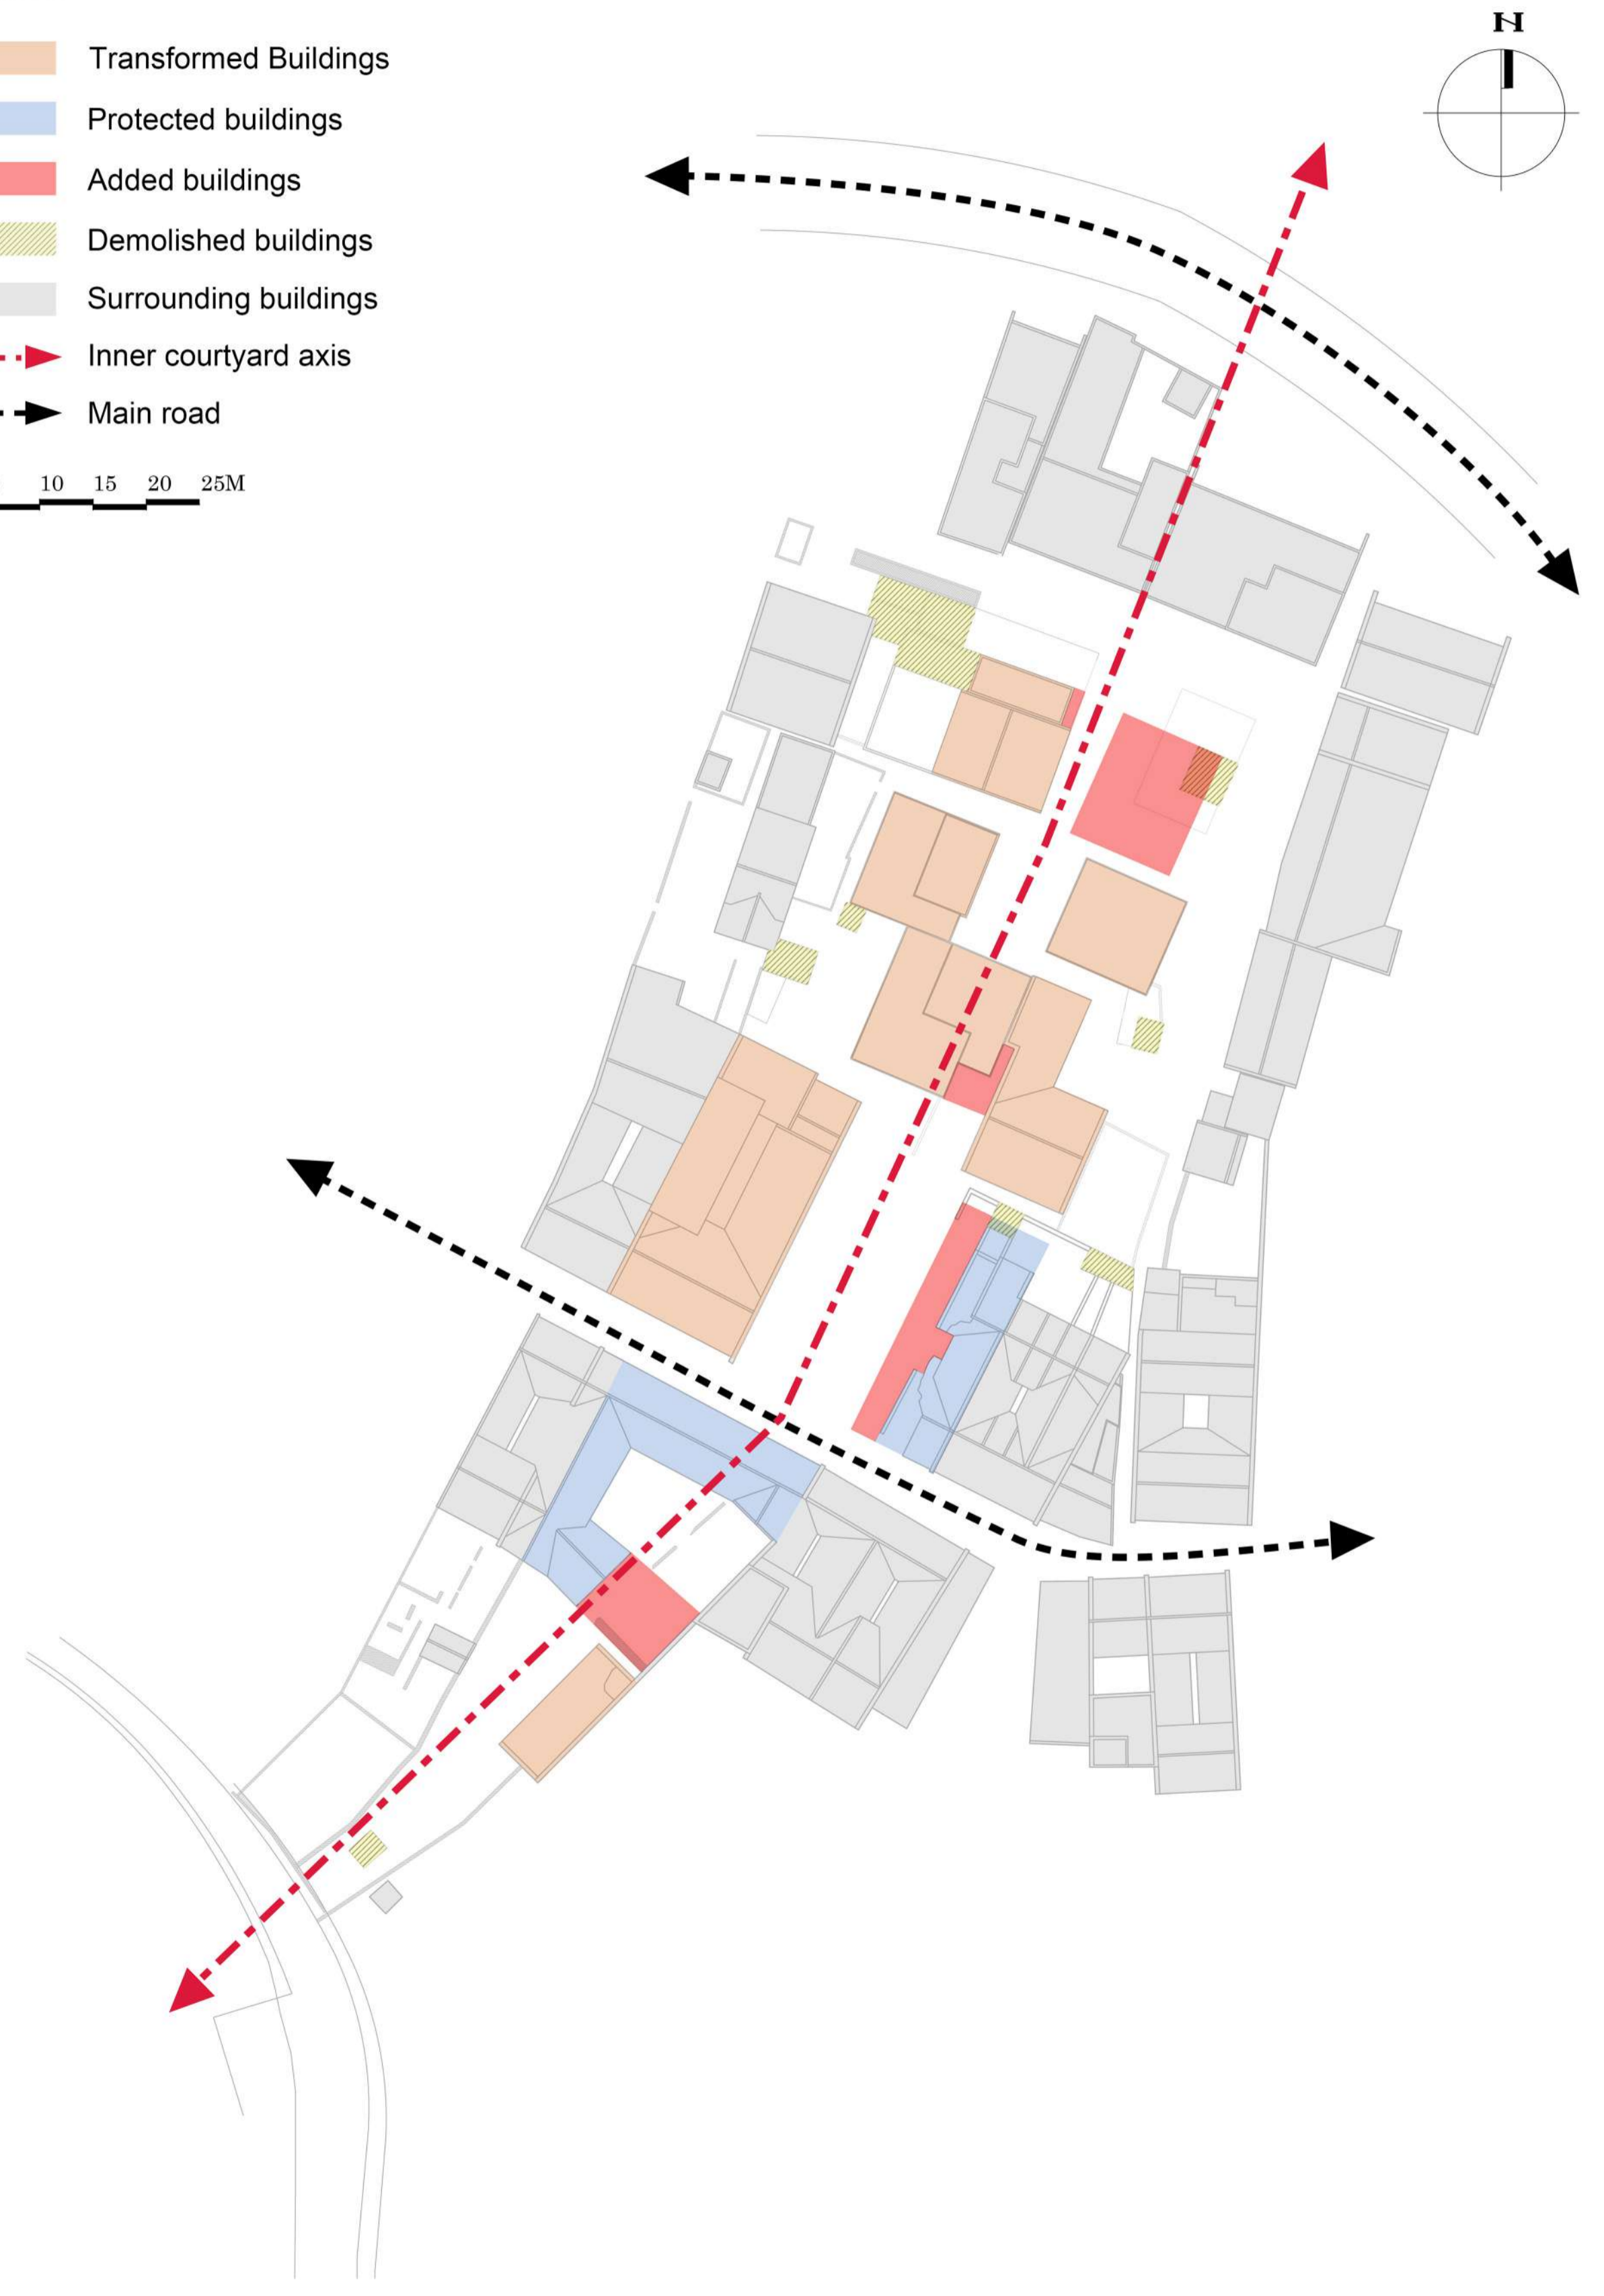 N
Transformed Buildings
Protected buildings
Added buildings
Demolished buildings
Surrounding buildings
Inner courtyard axis
Main road
10 15 20 25M